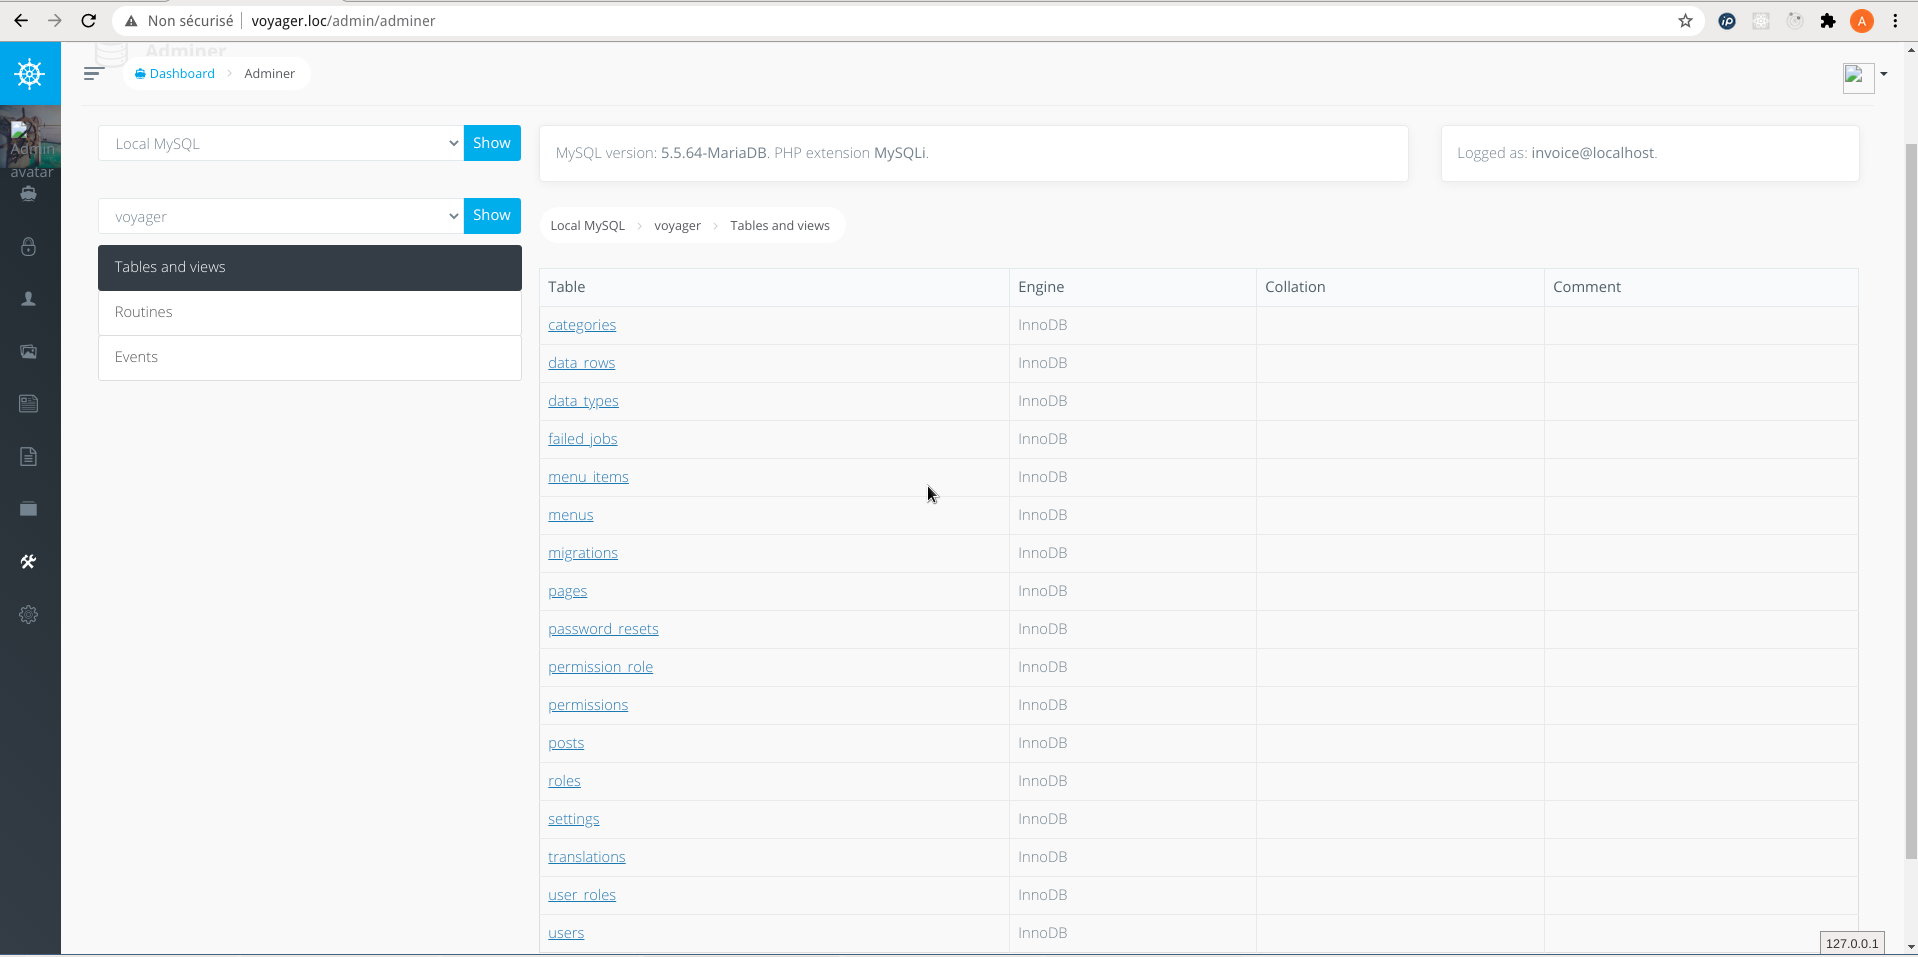 Non sécurisé voyager.loc/admin/adminer
A
Adminer
Dashboard Adminer
Admin avatar
Local MySQL Show
MySQL version: 5.5.64-MariaDB. PHP extension MySQLi.
Logged as: invoice@localhost.
voyager Show
Local MySQL voyager Tables and views
Tables and views
Routines
Events
Table Engine Collation Comment
categories InnoDB
data_rows InnoDB
data_types InnoDB
failed_jobs InnoDB
menu_items InnoDB
menus InnoDB
migrations InnoDB
pages InnoDB
password_resets InnoDB
permission_role InnoDB
permissions InnoDB
posts InnoDB
roles InnoDB
settings InnoDB
translations InnoDB
user_roles InnoDB
users InnoDB
127.0.0.1